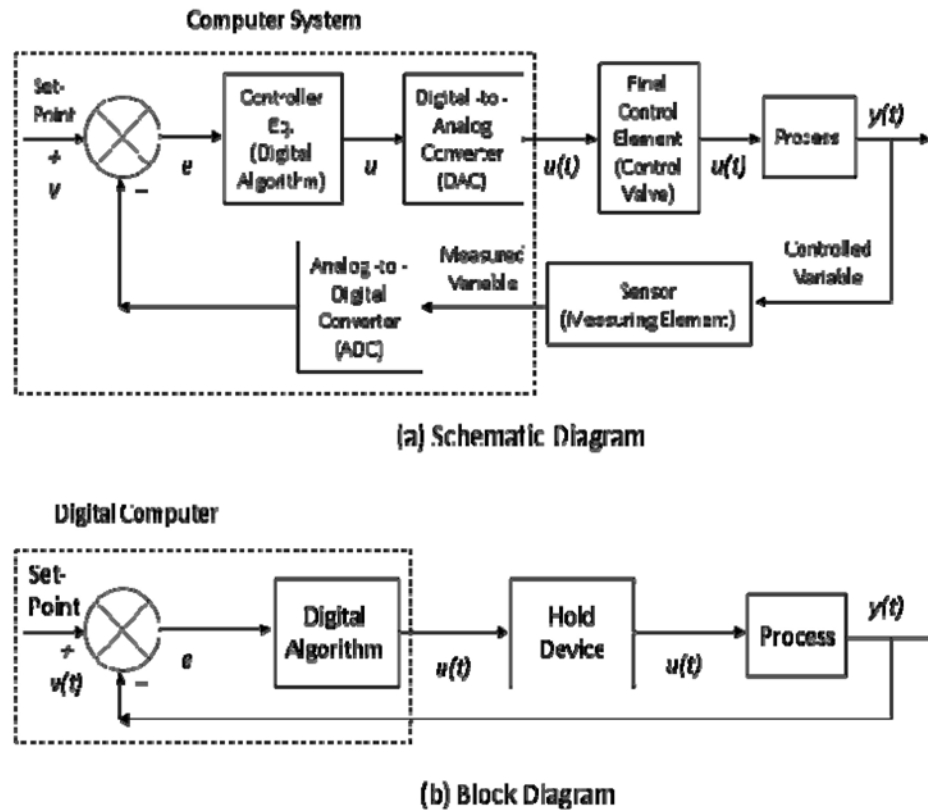 Computer System
Set-
Point
+
v
−
e
Controller
Eq.
(Digital
Algorithm)
u
Digital -to -
Analog
Converter
(DAC)
u(t)
Final
Control
Element
(Control
Valve)
u(t)
Process
y(t)
Analog -to -
Digital
Converter
(ADC)
Measured
Variable
Sensor
(Measuring Element)
Controlled
Variable
(a) Schematic Diagram
Digital Computer
Set-
Point
+
v(t)
−
e
Digital
Algorithm
u(t)
Hold
Device
u(t)
Process
y(t)
(b) Block Diagram